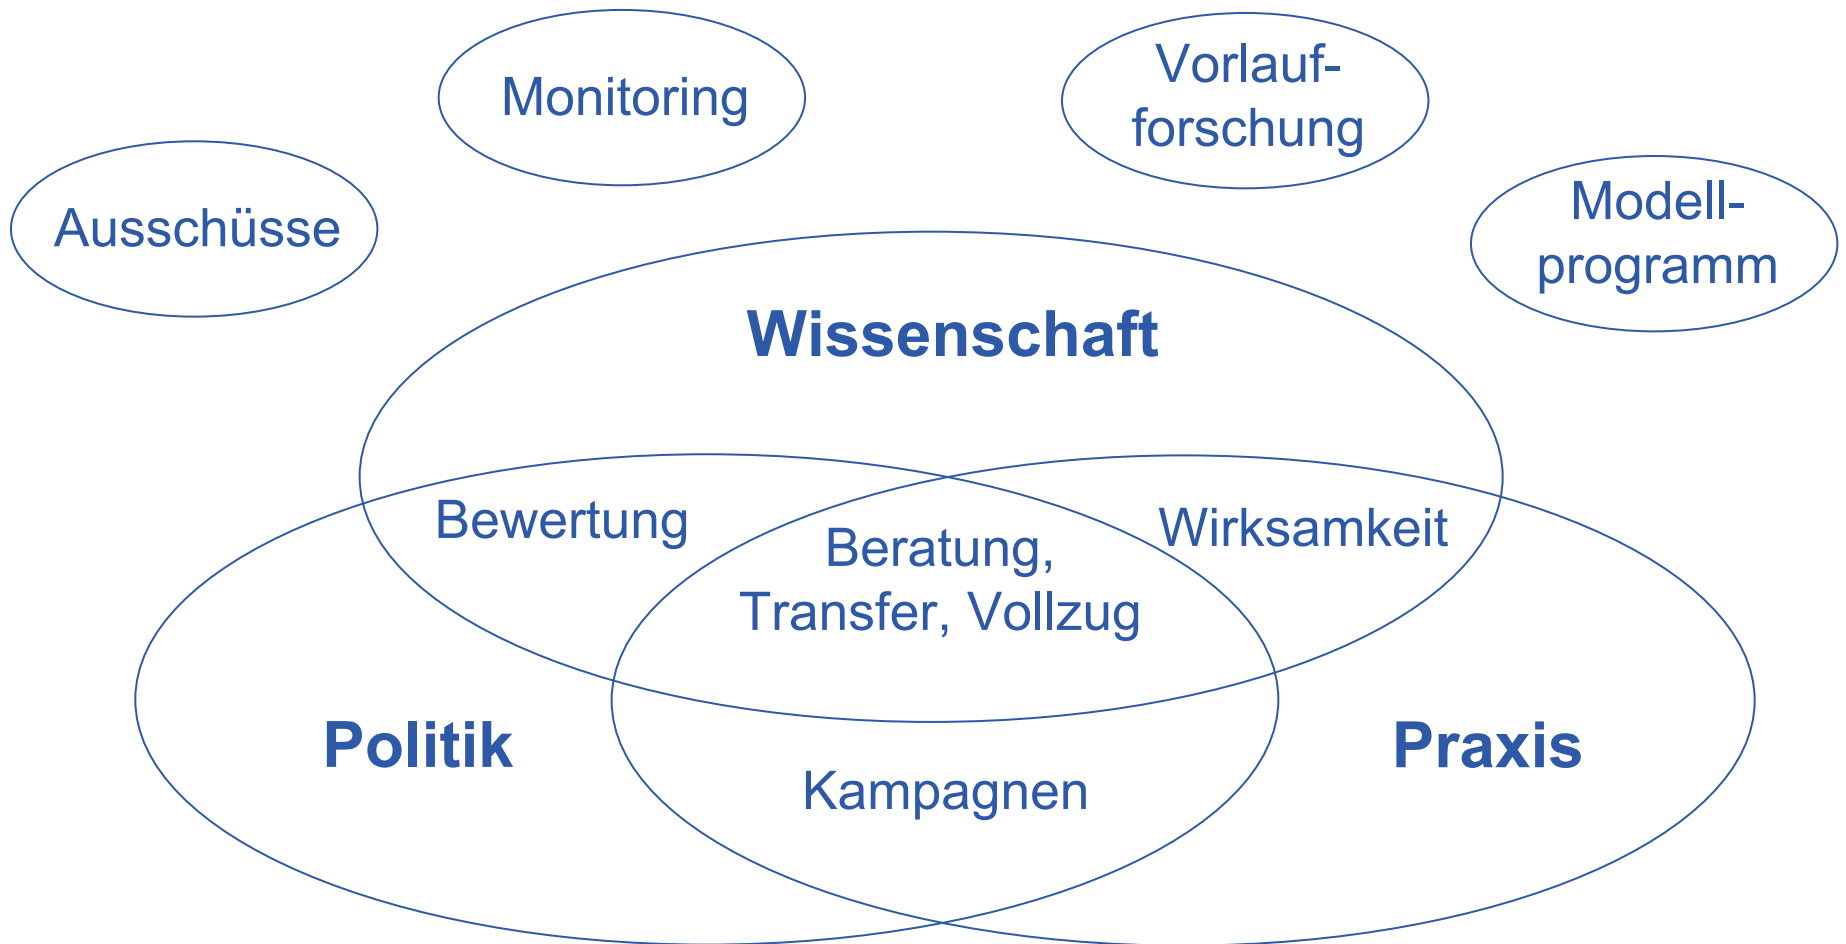 Monitoring
Vorlauf-
forschung
Ausschüsse
Modell-
programm
Wissenschaft
Bewertung
Beratung,
Transfer, Vollzug
Wirksamkeit
Politik
Praxis
Kampagnen